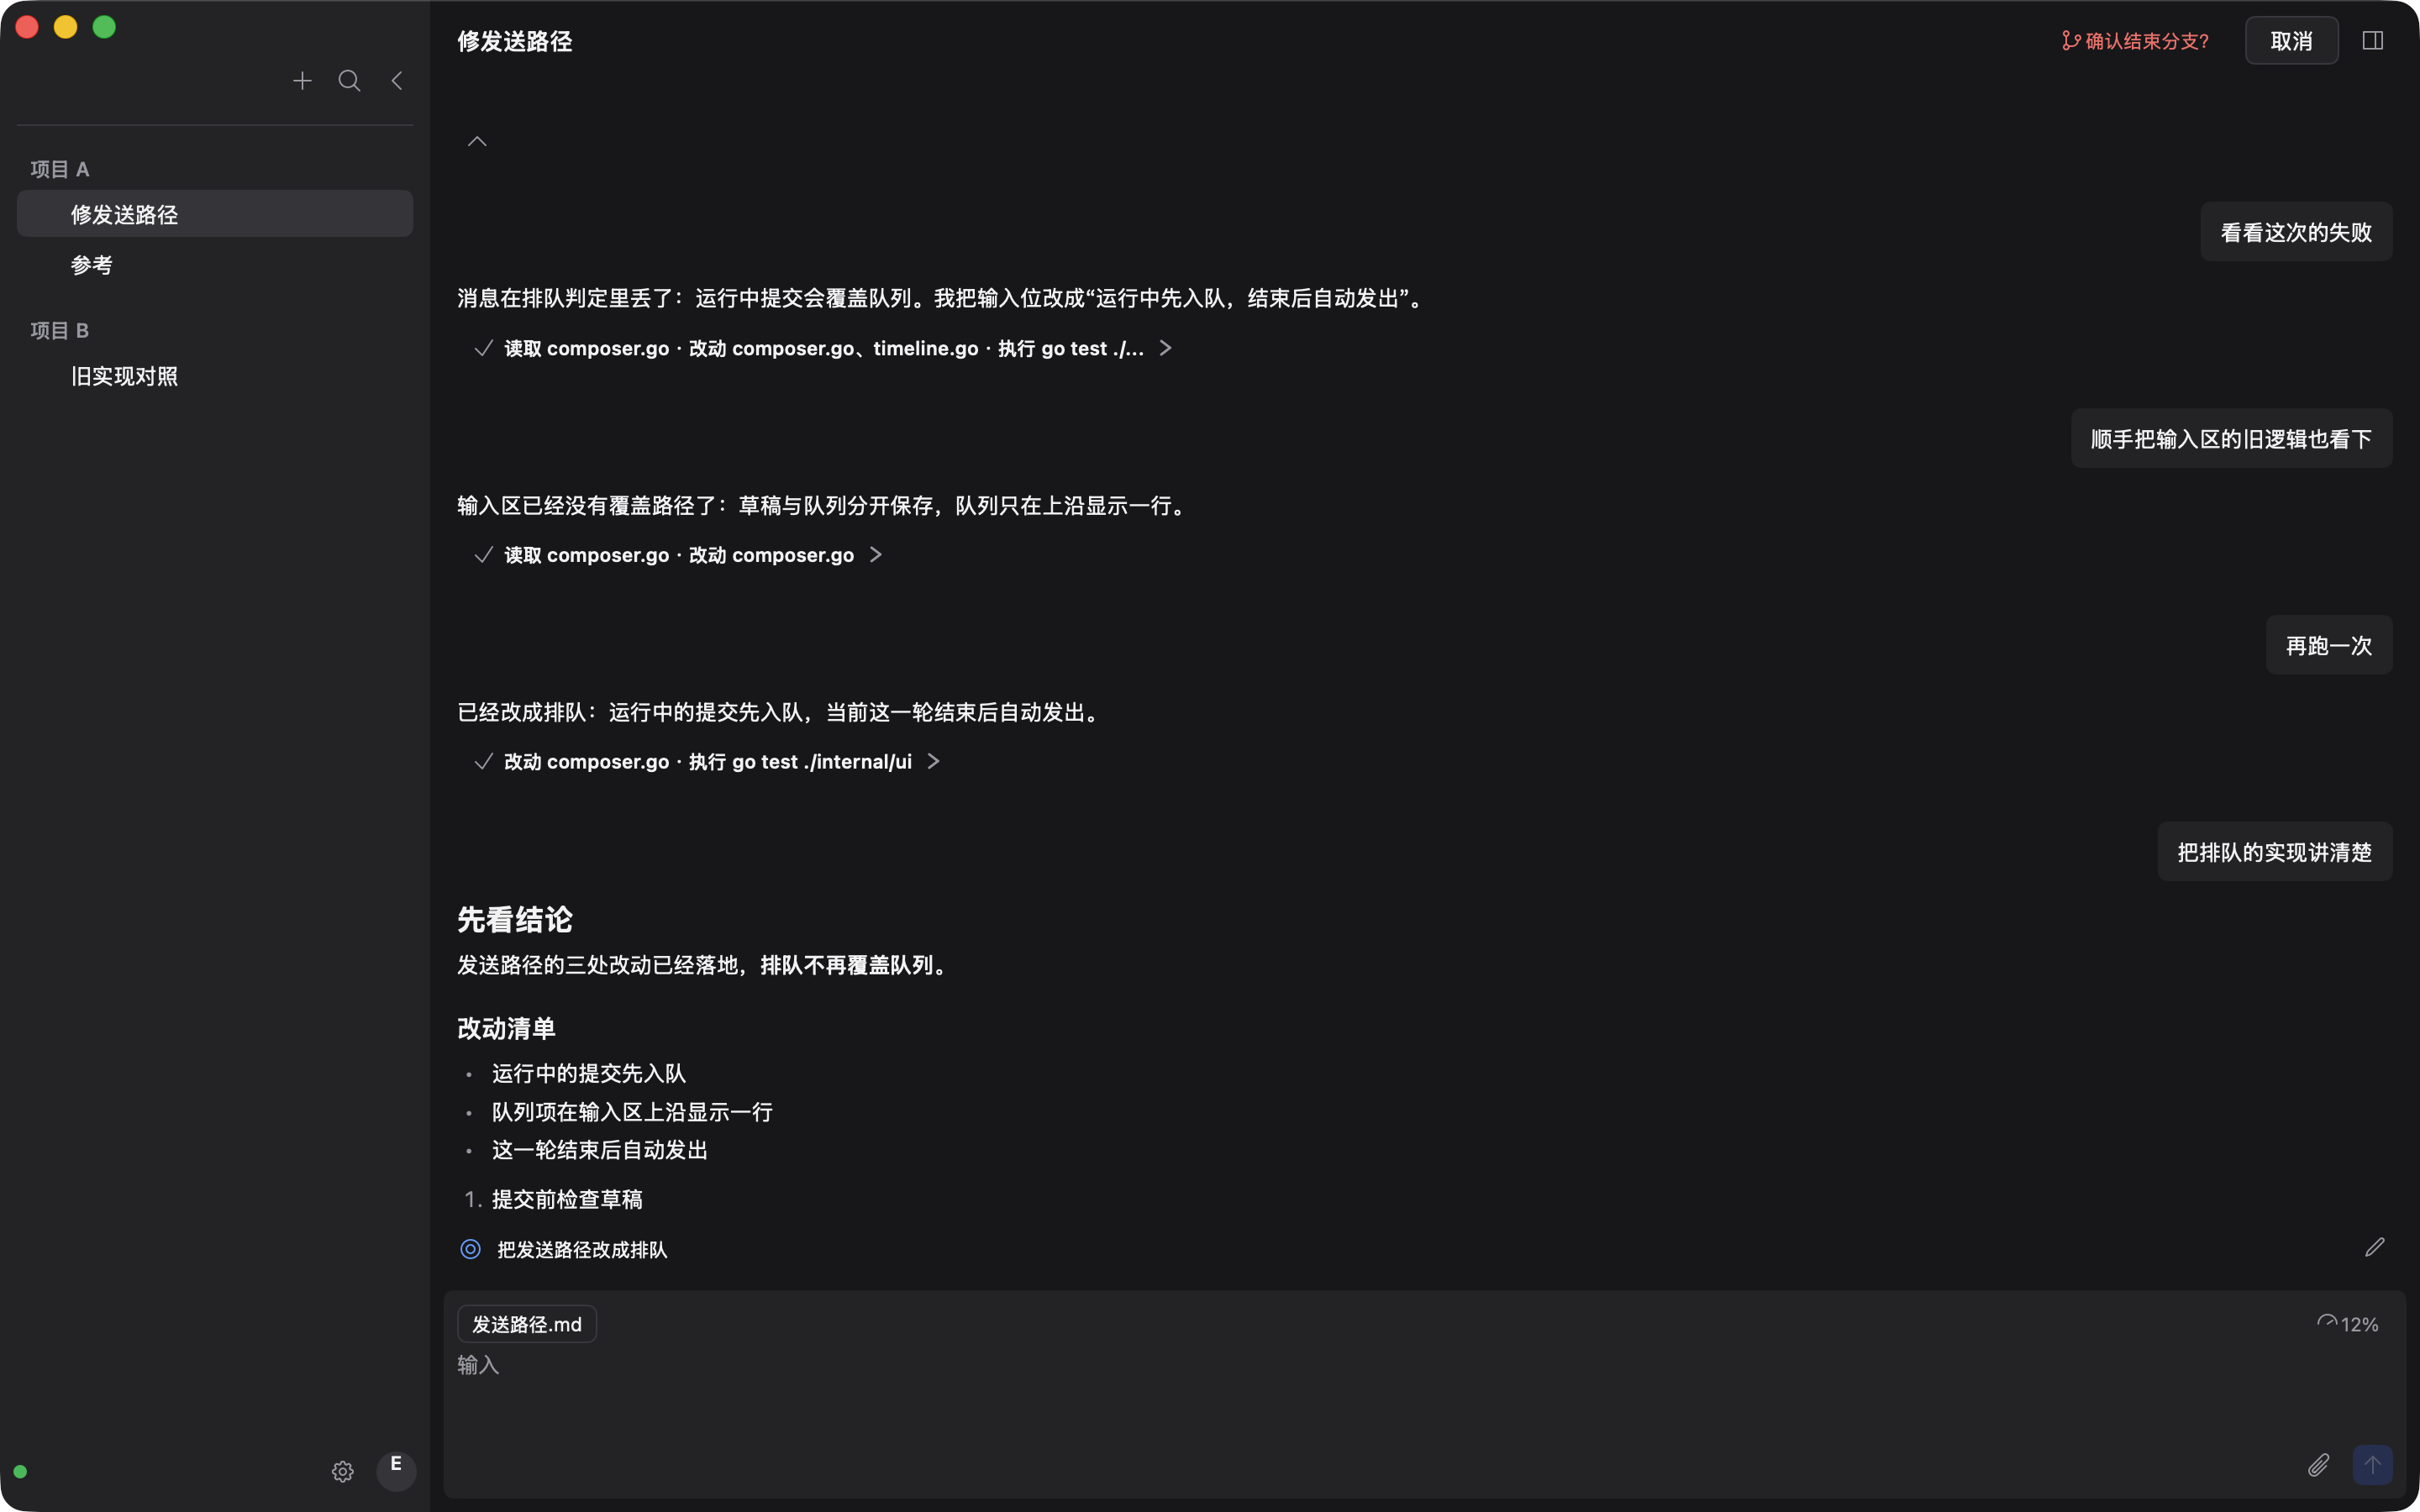 修发送路径
确认结束分支?
取消
项目 A
修发送路径
参考
项目 B
旧实现对照
看看这次的失败
消息在排队判定里丢了：运行中提交会覆盖队列。我把输入位改成“运行中先入队，结束后自动发出”。
读取 composer.go · 改动 composer.go、timeline.go · 执行 go test ./...
顺手把输入区的旧逻辑也看下
输入区已经没有覆盖路径了：草稿与队列分开保存，队列只在上沿显示一行。
读取 composer.go · 改动 composer.go
再跑一次
已经改成排队：运行中的提交先入队，当前这一轮结束后自动发出。
改动 composer.go · 执行 go test ./internal/ui
把排队的实现讲清楚
先看结论
发送路径的三处改动已经落地，排队不再覆盖队列。
改动清单
• 运行中的提交先入队
• 队列项在输入区上沿显示一行
• 这一轮结束后自动发出
1. 提交前检查草稿
把发送路径改成排队
发送路径.md
12%
输入
E